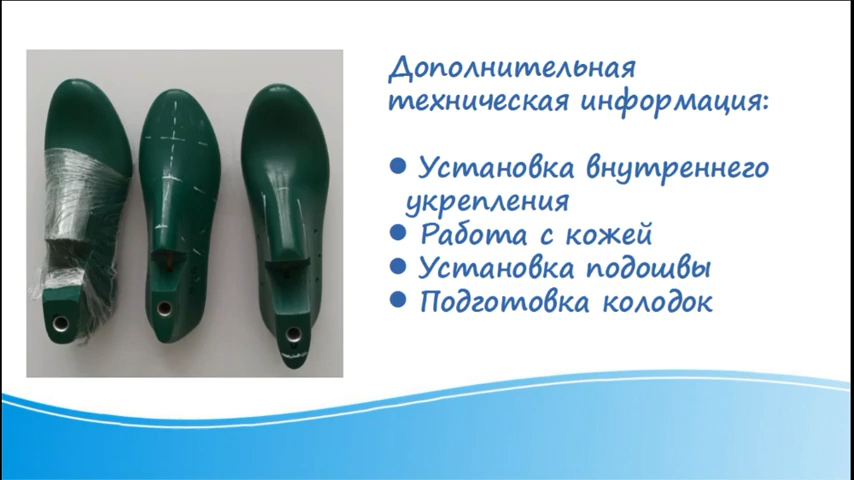 Дополнительная
техническая информация:
● Установка внутреннего
укрепления
● Работа с кожей
● Установка подошвы
● Подготовка колодок